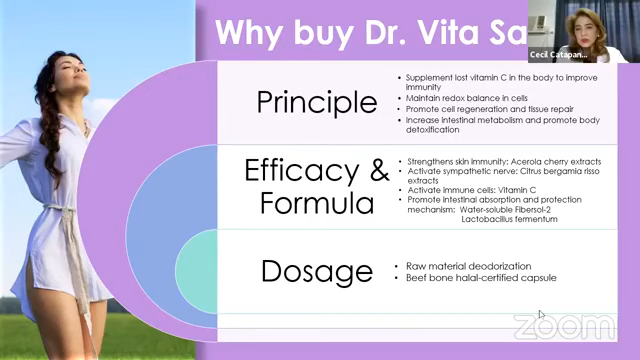 Why buy Dr. Vita Sa
Cecil Catapan...
Principle
• Supplement lost vitamin C in the body to improve
immunity
• Maintain redox balance in cells
• Promote cell regeneration and tissue repair
• Increase intestinal metabolism and promote body
detoxification
Efficacy &
Formula
• Strengthens skin immunity: Acerola cherry extracts
• Activate sympathetic nerve: Citrus bergamia risso
extracts
• Activate immune cells: Vitamin C
• Promote intestinal absorption and protection
mechanism: Water-soluble Fibersol-2
Lactobacillus fermentum
Dosage
• Raw material deodorization
• Beef bone halal-certified capsule
zoom